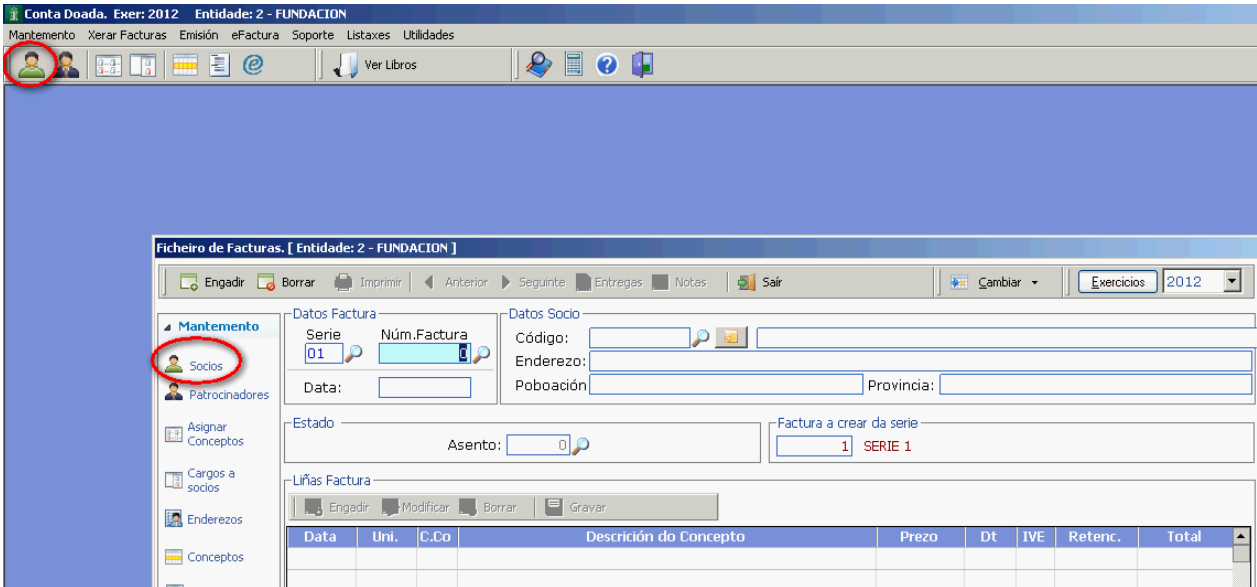 Conta Doada. Exer: 2012 Entidade: 2 - FUNDACION
Mantemento Xerar Facturas Emisión eFactura Soporte Listaxes Utilidades
Ver Libros
Ficheiro de Facturas. [ Entidade: 2 - FUNDACION ]
Engadir Borrar Imprimir Anterior Seguinte Entregas Notas Saír Cambiar Exercicios 2012
Mantemento
Socios
Patrocinadores
Asignar
Conceptos
Cargos a
socios
Enderezos
Conceptos
Datos Factura
Serie Núm.Factura
01 0
Data:
Datos Socio
Código:
Enderezo:
Poboación Provincia:
Estado
Asento: 0
Factura a crear da serie
1 SERIE 1
Liñas Factura
Engadir Modificar Borrar Gravar
Data Uni. C.Co Descrición do Concepto Prezo Dt IVE Retenc. Total